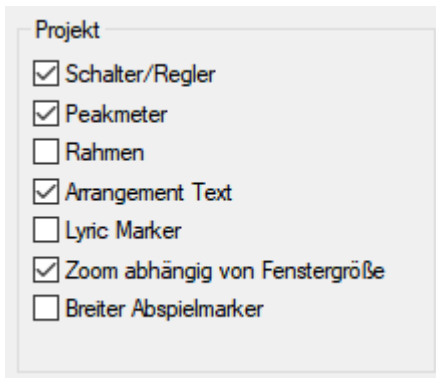 Projekt
Schalter/Regler
Peakmeter
Rahmen
Arrangement Text
Lyric Marker
Zoom abhängig von Fenstergröße
Breiter Abspielmarker